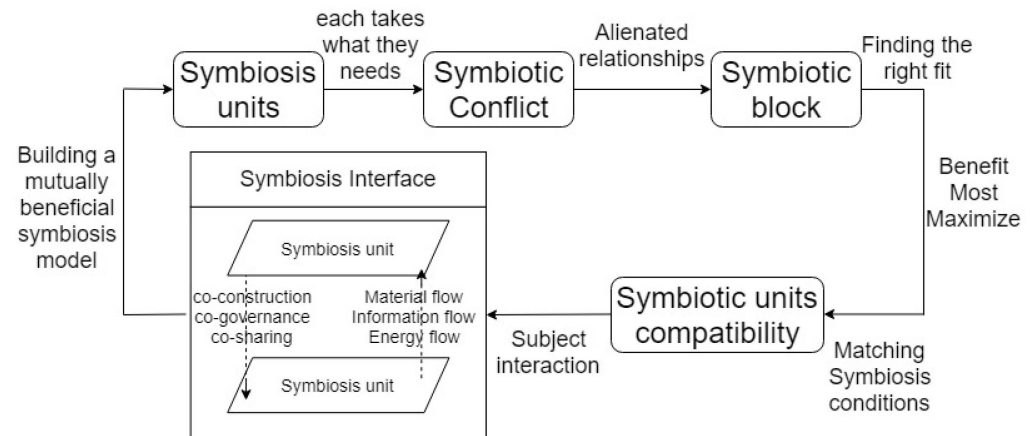 each takes
what they
needs
Symbiosis
units
Symbiotic
Conflict
Alienated
relationships
Symbiotic
block
Finding the
right fit
Building a
mutually
beneficial
symbiosis
model
Symbiosis Interface
Symbiosis unit
co-construction
co-governance
co-sharing
Material flow
Information flow
Energy flow
Symbiosis unit
Benefit
Most
Maximize
Symbiotic units
compatibility
Subject
interaction
Matching
Symbiosis
conditions